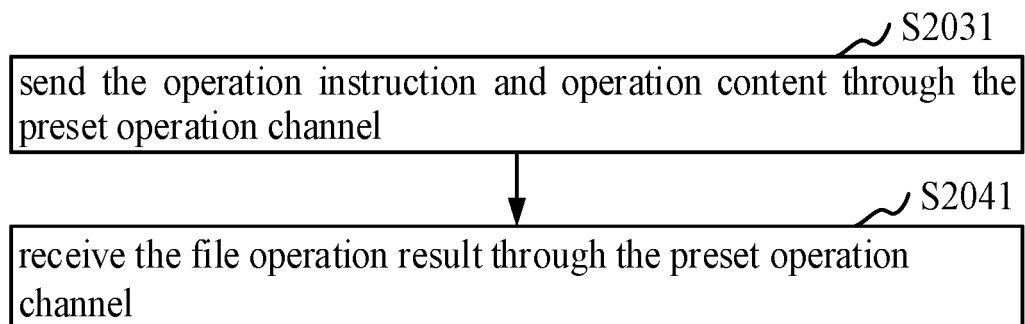 S2031
send the operation instruction and operation content through the
preset operation channel
S2041
receive the file operation result through the preset operation
channel